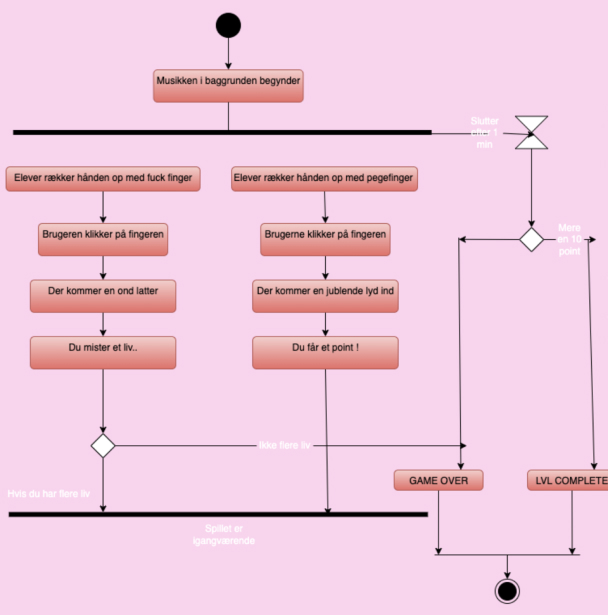 Musikken i baggrunden begynder
Slutter
efter 1
min
Elever rækker hånden op med fuck finger
Elever rækker hånden op med pegefinger
Brugeren klikker på fingeren
Brugerne klikker på fingeren
Mere
en 10
point
Der kommer en ond latter
Der kommer en jublende lyd ind
Du mister et liv..
Du får et point !
Ikke flere liv
GAME OVER
LVL COMPLETE
Hvis du har flere liv
Spillet er
igangværende